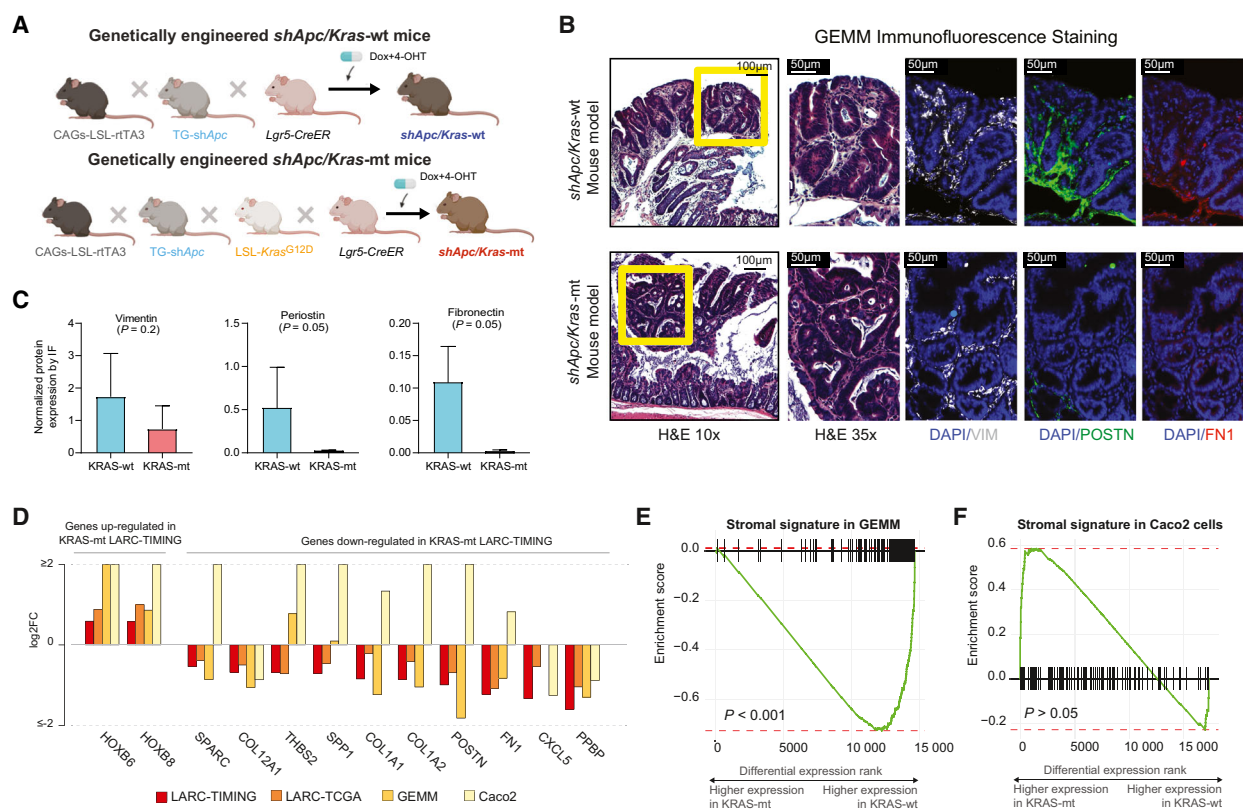 A
Genetically engineered shApc/Kras-wt mice
Dox+4-OHT
CAGs-LSL-rtTA3
TG-shApc
Lgr5-CreER
shApc/Kras-wt
Genetically engineered shApc/Kras-mt mice
Dox+4-OHT
CAGs-LSL-rtTA3
TG-shApc
LSL-KrasG12D
Lgr5-CreER
shApc/Kras-mt
B
GEMM Immunofluorescence Staining
shApc/Kras-wt
Mouse model
100µm
50µm
50µm
50µm
50µm
shApc/Kras-mt
Mouse model
100µm
50µm
50µm
50µm
50µm
H&E 10x
H&E 35x
DAPI/VIM
DAPI/POSTN
DAPI/FN1
C
Normalized protein
expression by IF
Vimentin
(P = 0.2)
4
3
2
1
0
KRAS-wt
KRAS-mt
Periostin
(P = 0.05)
1.5
1.0
0.5
0.0
KRAS-wt
KRAS-mt
Fibronectin
(P = 0.05)
0.20
0.15
0.10
0.05
0.00
KRAS-wt
KRAS-mt
D
Genes up-regulated in
KRAS-mt LARC-TIMING
Genes down-regulated in KRAS-mt LARC-TIMING
log2FC
≥2
0
≤-2
HOXB6
HOXB8
SPARC
COL12A1
THBS2
SPP1
COL1A1
COL1A2
POSTN
FN1
CXCL5
PPBP
LARC-TIMING
LARC-TCGA
GEMM
Caco2
E
Stromal signature in GEMM
Enrichment score
0.0
−0.2
−0.4
−0.6
P < 0.001
0
5000
10 000
15 000
Differential expression rank
Higher expression
in KRAS-mt
Higher expression
in KRAS-wt
F
Stromal signature in Caco2 cells
Enrichment score
0.6
0.4
0.2
0.0
−0.2
P > 0.05
0
5000
10 000
15 000
Differential expression rank
Higher expression
in KRAS-mt
Higher expression
in KRAS-wt